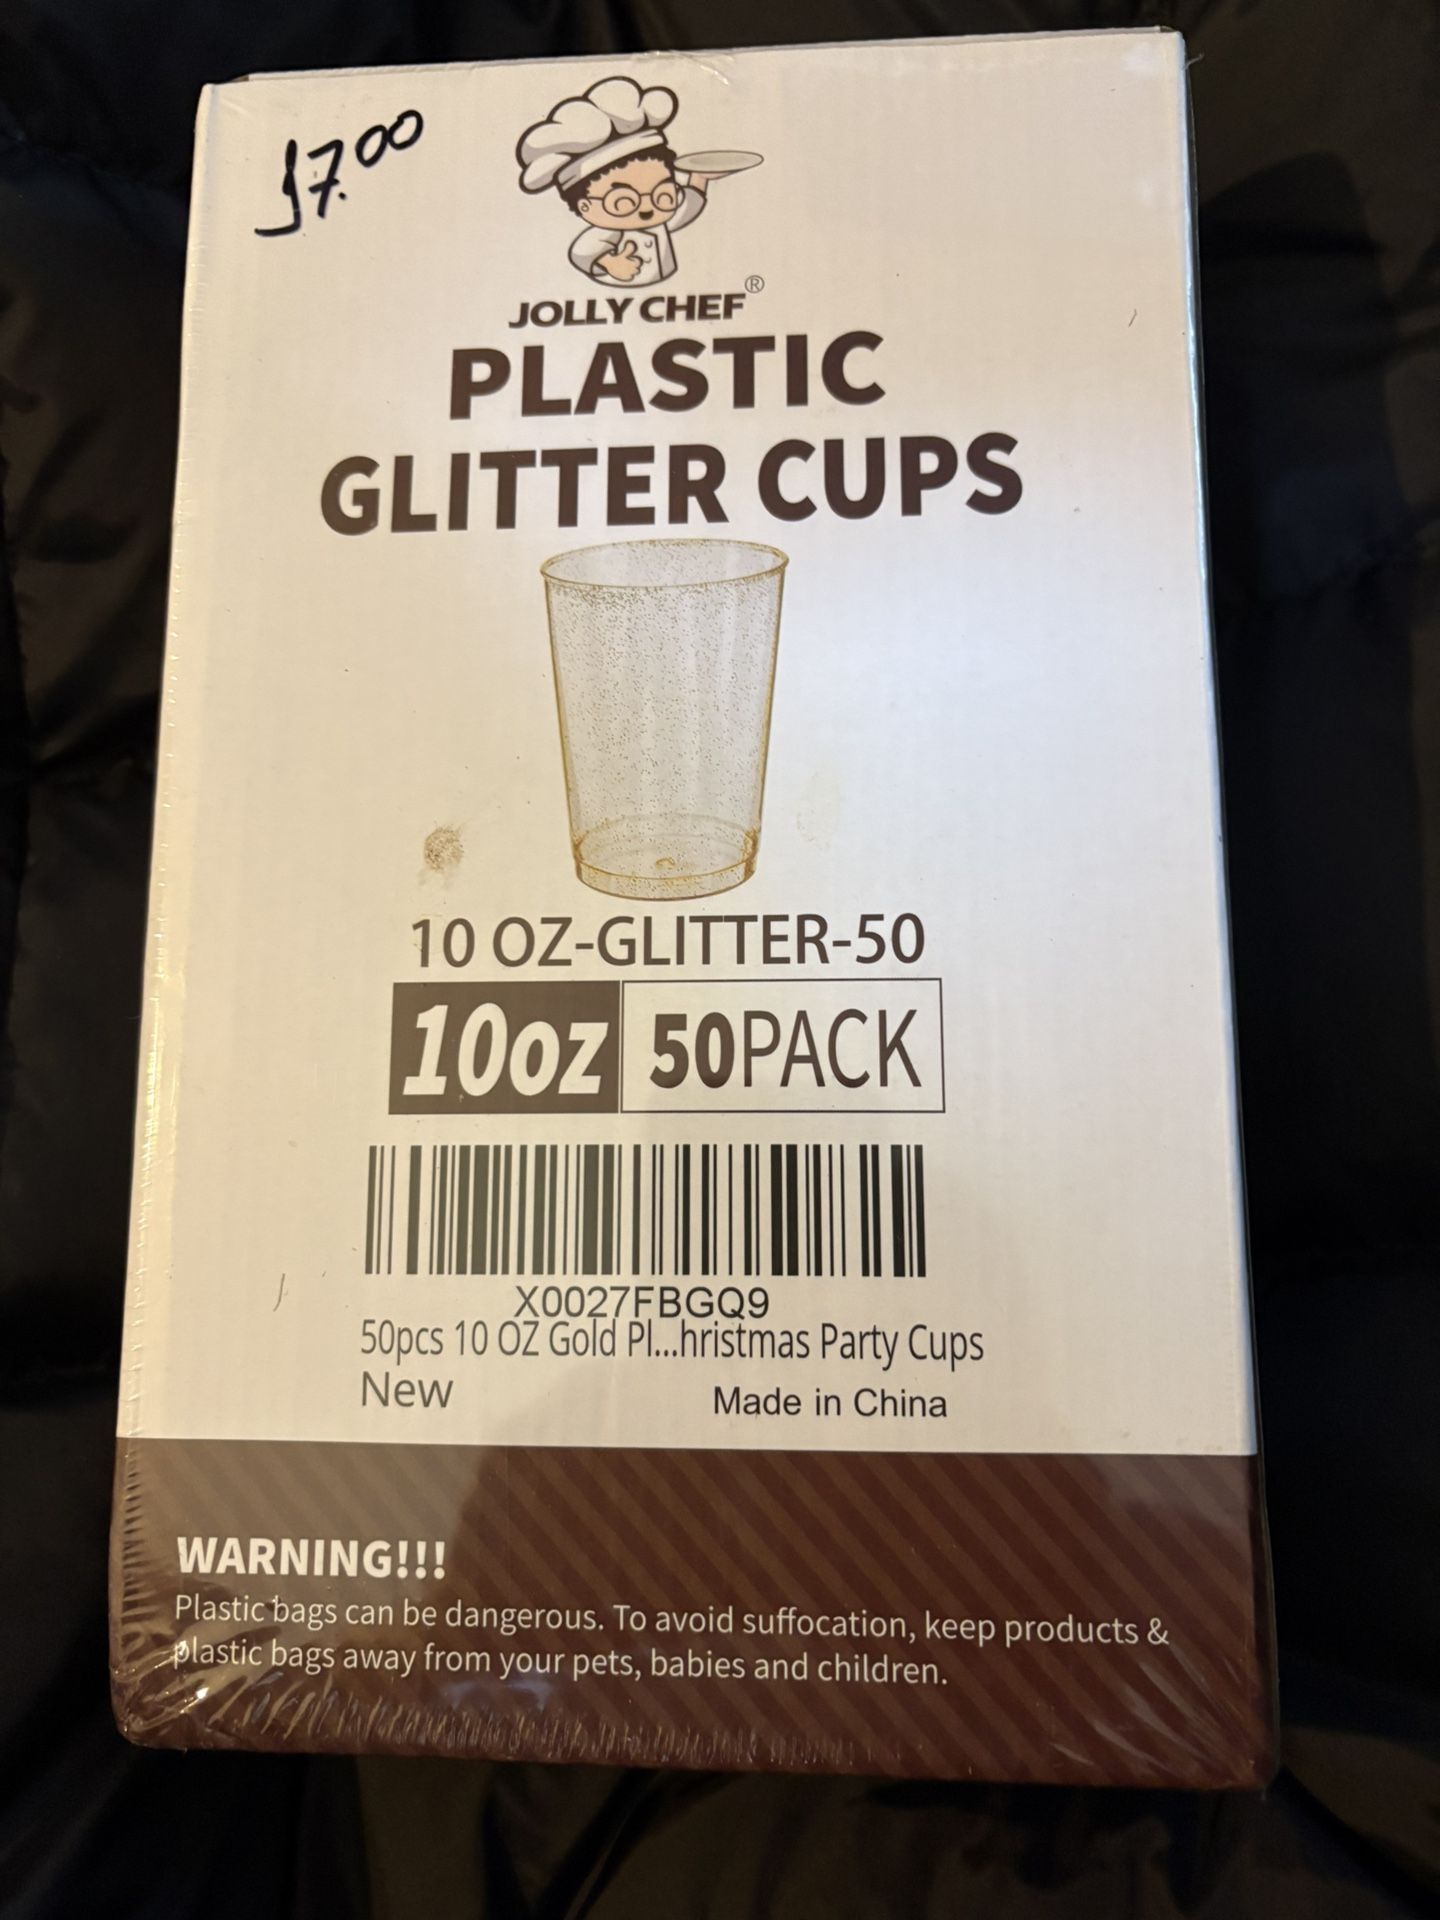 $7.00
JOLLY CHEF®
PLASTIC
GLITTER CUPS
10 OZ-GLITTER-50
10oz 50PACK
X0027FBGQ9
50pcs 10 OZ Gold Pl...hristmas Party Cups
New Made in China
WARNING!!!
Plastic bags can be dangerous. To avoid suffocation, keep products &
plastic bags away from your pets, babies and children.